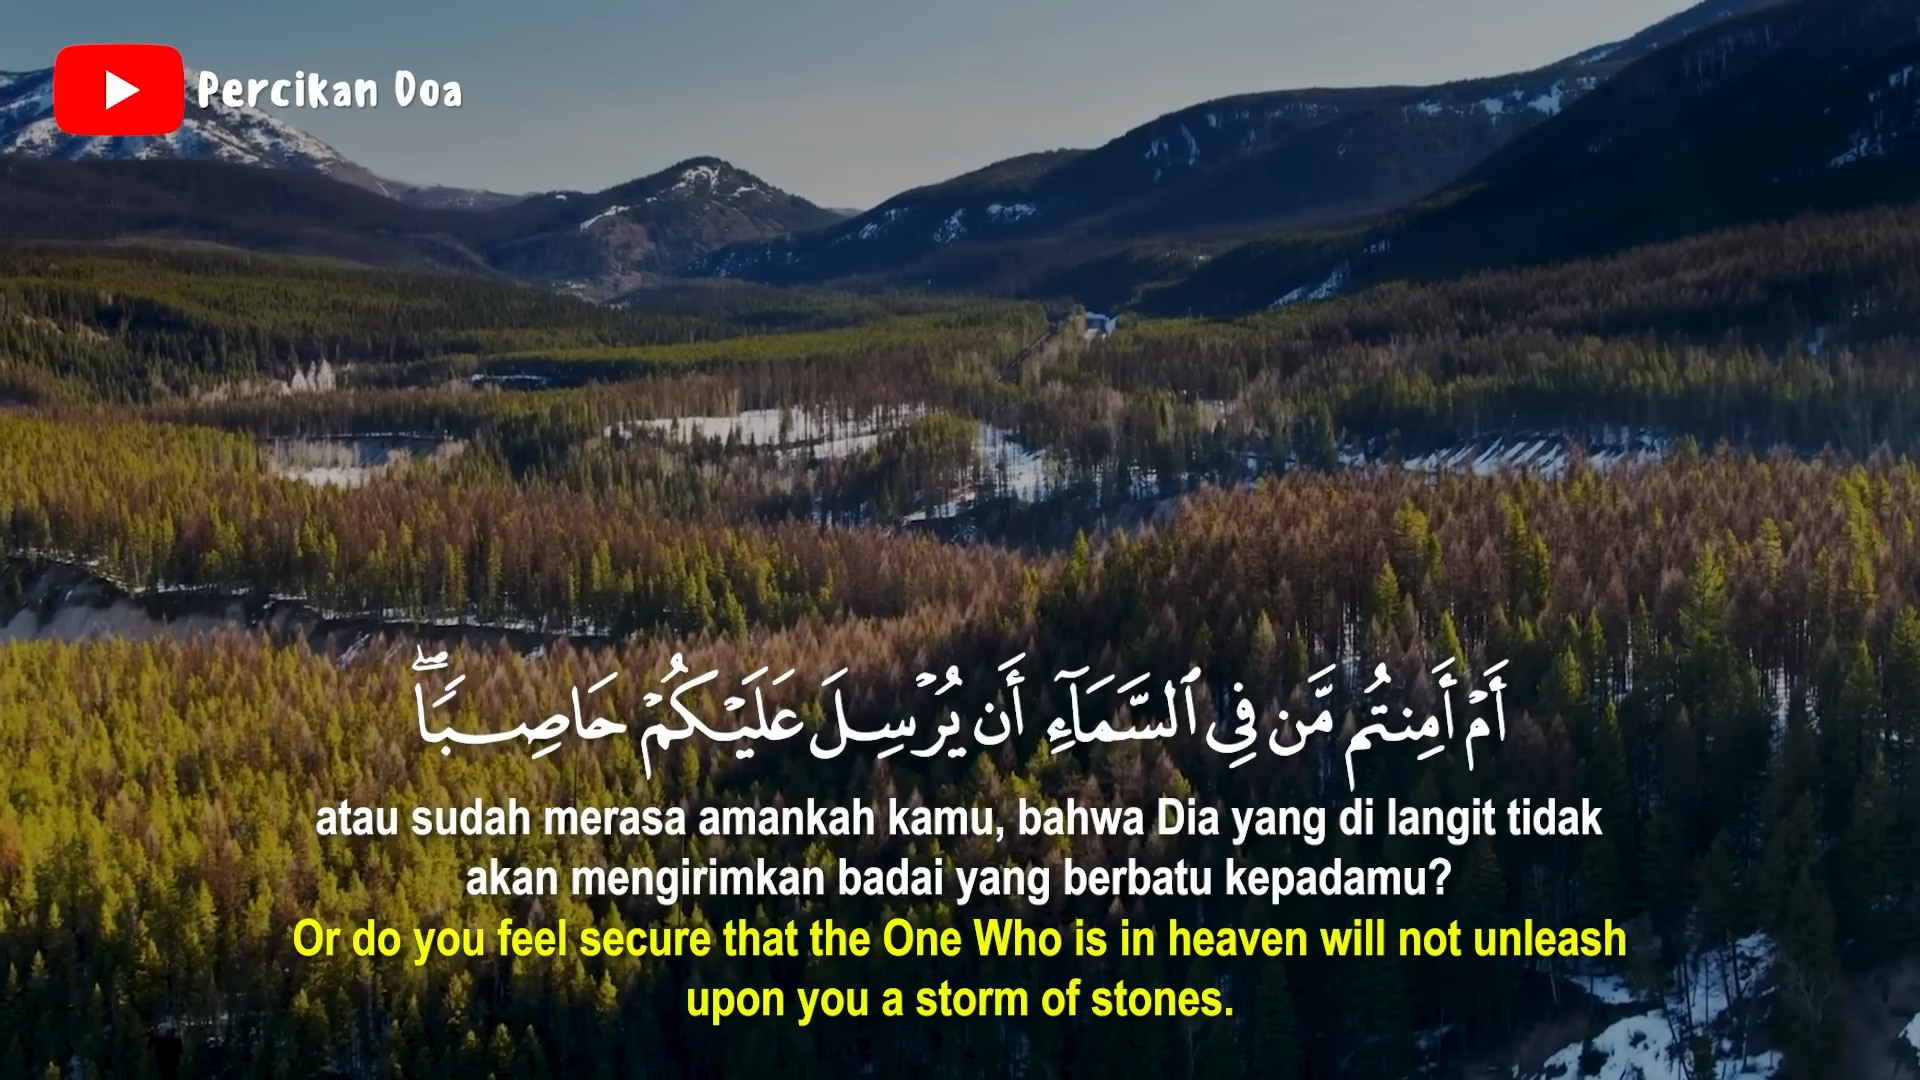 Percikan Doa
أَمْ أَمِنتُم مَّن فِى ٱلسَّمَآءِ أَن يُرْسِلَ عَلَيْكُمْ حَاصِبًا ۖ
atau sudah merasa amankah kamu, bahwa Dia yang di langit tidak
akan mengirimkan badai yang berbatu kepadamu?
Or do you feel secure that the One Who is in heaven will not unleash
upon you a storm of stones.